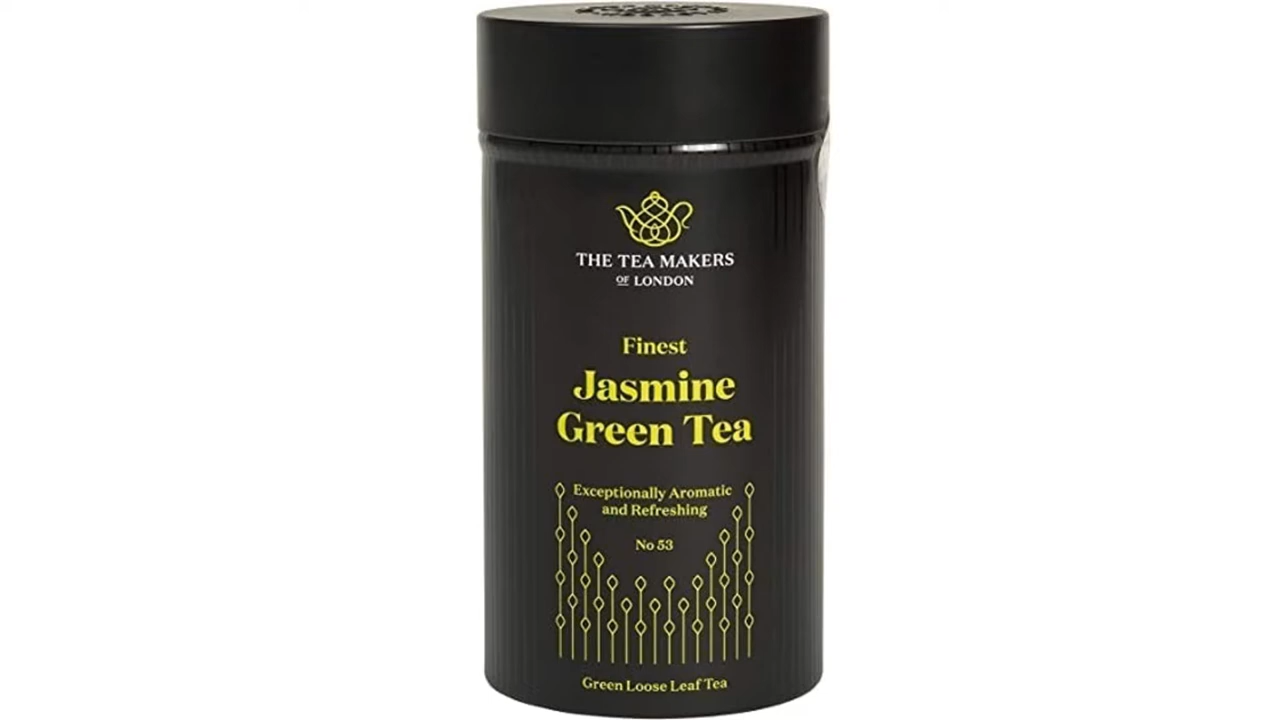 THE TEA MAKERS
OF LONDON
Finest
Jasmine
Green Tea
Exceptionally Aromatic
and Refreshing
No 53
Green Loose Leaf Tea